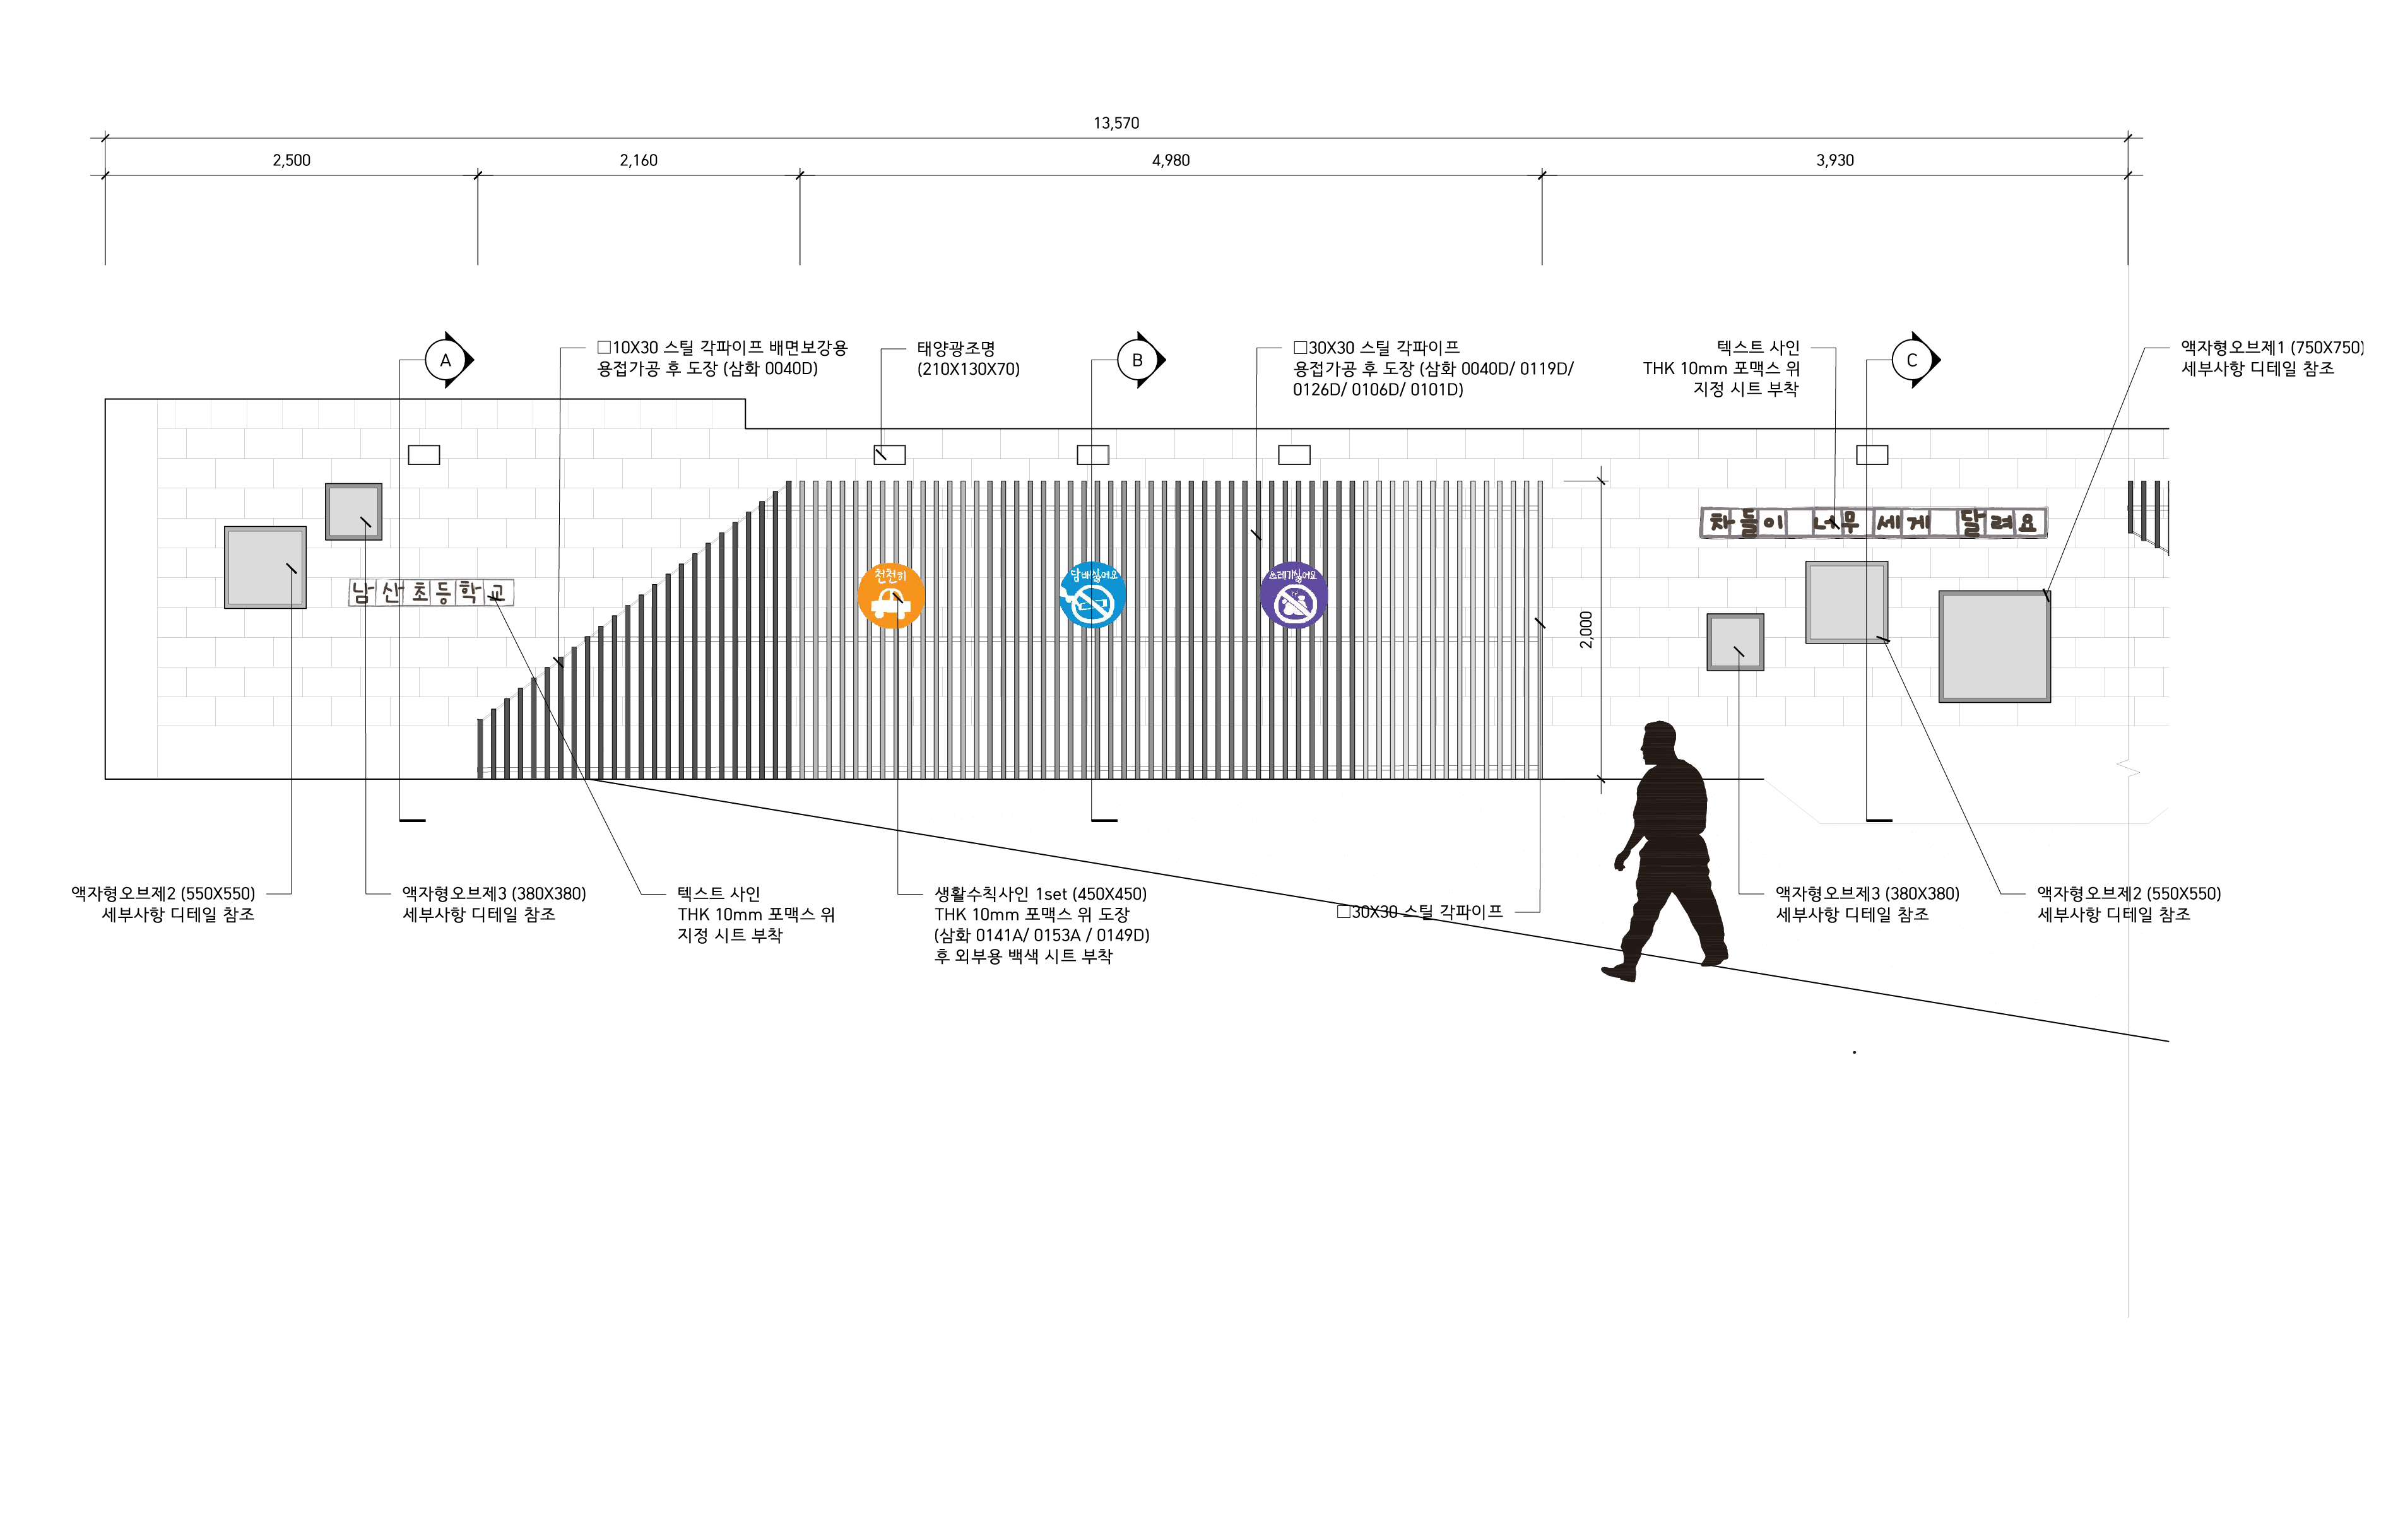 13,570
2,500
2,160
4,980
3,930
A
□10X30 스틸 각파이프 배면보강용
용접가공 후 도장 (삼화 0040D)
태양광조명
(210X130X70)
B
□30X30 스틸 각파이프
용접가공 후 도장 (삼화 0040D/ 0119D/
0126D/ 0106D/ 0101D)
텍스트 사인
THK 10mm 포맥스 위
지정 시트 부착
C
액자형오브제1 (750X750)
세부사항 디테일 참조
차들이 너무 세게 달려요
남산초등학교
천천히
담배싫어요
쓰레기싫어요
2,000
액자형오브제2 (550X550)
세부사항 디테일 참조
액자형오브제3 (380X380)
세부사항 디테일 참조
텍스트 사인
THK 10mm 포맥스 위
지정 시트 부착
생활수칙사인 1set (450X450)
THK 10mm 포맥스 위 도장
(삼화 0141A/ 0153A / 0149D)
후 외부용 백색 시트 부착
□30X30 스틸 각파이프
액자형오브제3 (380X380)
세부사항 디테일 참조
액자형오브제2 (550X550)
세부사항 디테일 참조